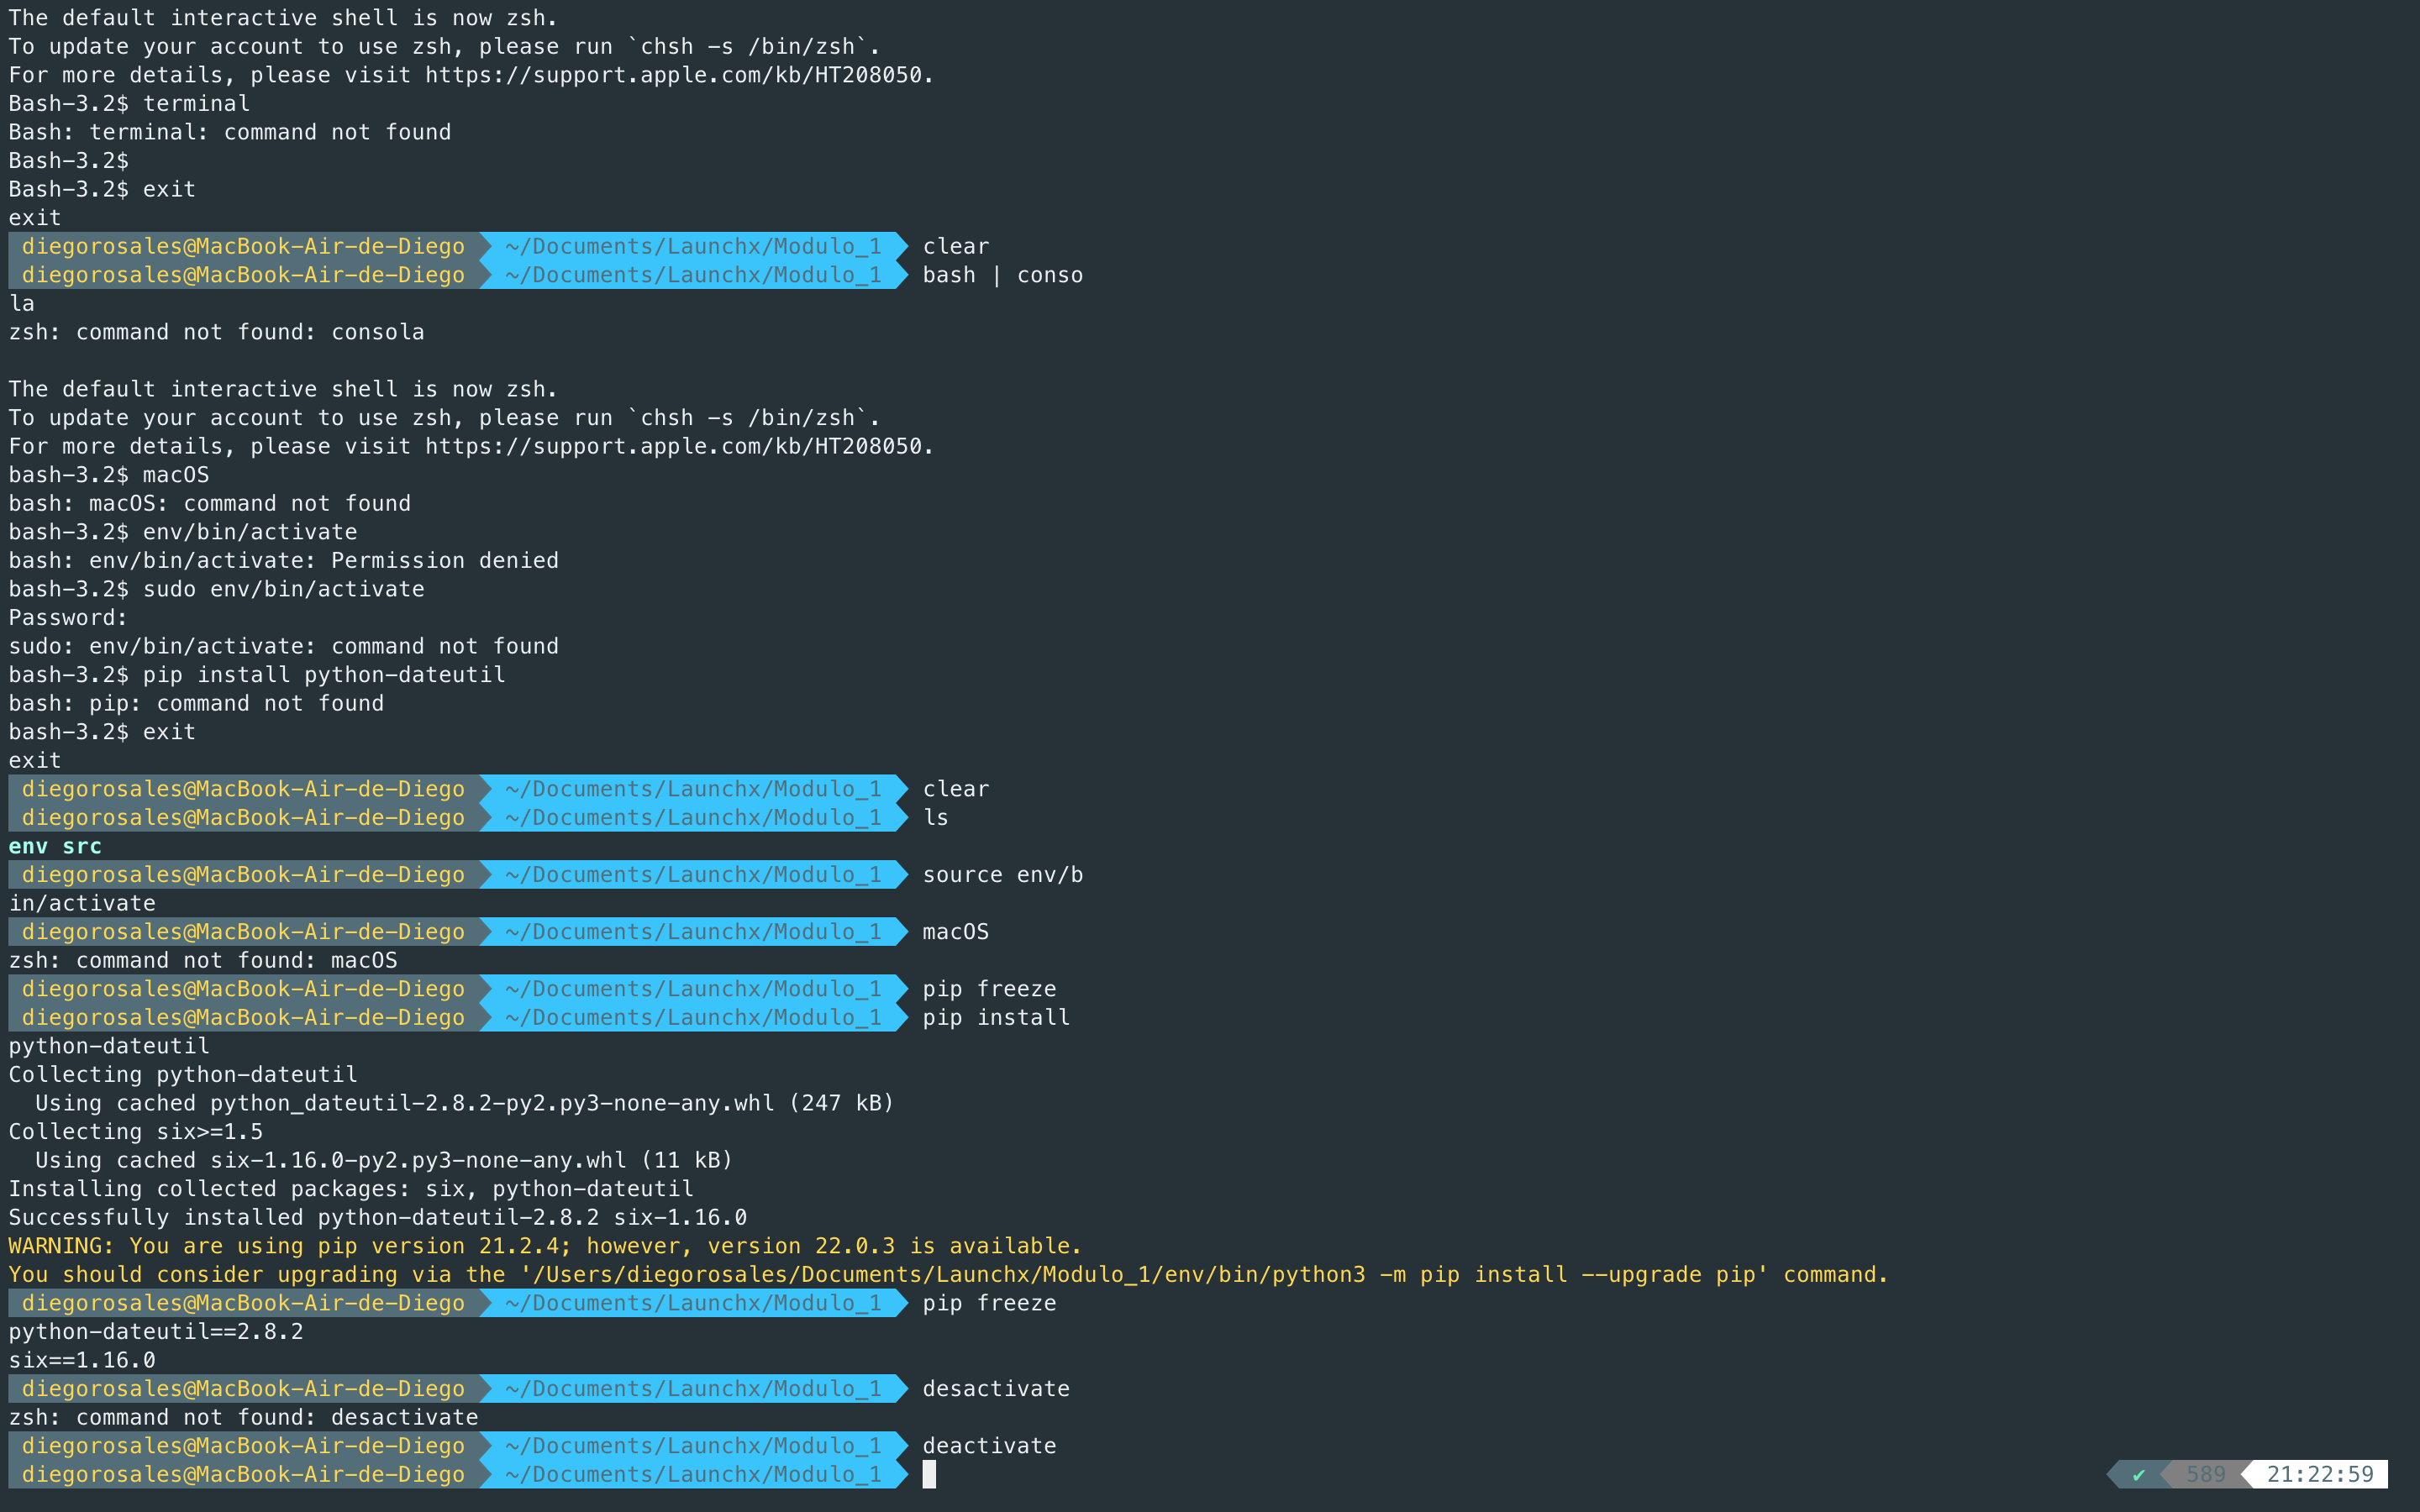 The default interactive shell is now zsh.
To update your account to use zsh, please run `chsh -s /bin/zsh`.
For more details, please visit https://support.apple.com/kb/HT208050.
Bash-3.2$ terminal
Bash: terminal: command not found
Bash-3.2$
Bash-3.2$ exit
exit
diegorosales@MacBook-Air-de-Diego ~/Documents/Launchx/Modulo_1 clear
diegorosales@MacBook-Air-de-Diego ~/Documents/Launchx/Modulo_1 bash | conso
la
zsh: command not found: consola
The default interactive shell is now zsh.
To update your account to use zsh, please run `chsh -s /bin/zsh`.
For more details, please visit https://support.apple.com/kb/HT208050.
bash-3.2$ macOS
bash: macOS: command not found
bash-3.2$ env/bin/activate
bash: env/bin/activate: Permission denied
bash-3.2$ sudo env/bin/activate
Password:
sudo: env/bin/activate: command not found
bash-3.2$ pip install python-dateutil
bash: pip: command not found
bash-3.2$ exit
exit
diegorosales@MacBook-Air-de-Diego ~/Documents/Launchx/Modulo_1 clear
diegorosales@MacBook-Air-de-Diego ~/Documents/Launchx/Modulo_1 ls
env src
diegorosales@MacBook-Air-de-Diego ~/Documents/Launchx/Modulo_1 source env/b
in/activate
diegorosales@MacBook-Air-de-Diego ~/Documents/Launchx/Modulo_1 macOS
zsh: command not found: macOS
diegorosales@MacBook-Air-de-Diego ~/Documents/Launchx/Modulo_1 pip freeze
diegorosales@MacBook-Air-de-Diego ~/Documents/Launchx/Modulo_1 pip install
python-dateutil
Collecting python-dateutil
  Using cached python_dateutil-2.8.2-py2.py3-none-any.whl (247 kB)
Collecting six>=1.5
  Using cached six-1.16.0-py2.py3-none-any.whl (11 kB)
Installing collected packages: six, python-dateutil
Successfully installed python-dateutil-2.8.2 six-1.16.0
WARNING: You are using pip version 21.2.4; however, version 22.0.3 is available.
You should consider upgrading via the '/Users/diegorosales/Documents/Launchx/Modulo_1/env/bin/python3 -m pip install --upgrade pip' command.
diegorosales@MacBook-Air-de-Diego ~/Documents/Launchx/Modulo_1 pip freeze
python-dateutil==2.8.2
six==1.16.0
diegorosales@MacBook-Air-de-Diego ~/Documents/Launchx/Modulo_1 desactivate
zsh: command not found: desactivate
diegorosales@MacBook-Air-de-Diego ~/Documents/Launchx/Modulo_1 deactivate
diegorosales@MacBook-Air-de-Diego ~/Documents/Launchx/Modulo_1 ✔ 589 21:22:59